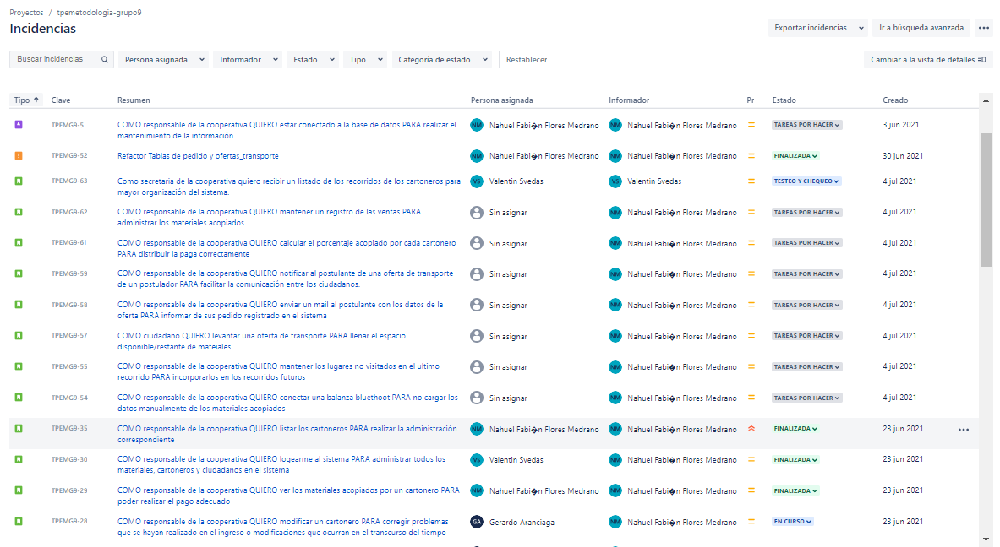 Proyectos / tpemetodologia-grupo9
Incidencias
Exportar incidencias
Ir a búsqueda avanzada
Buscar incidencias
Persona asignada
Informador
Estado
Tipo
Categoría de estado
Restablecer
Cambiar a la vista de detalles
Tipo Clave Resumen Persona asignada Informador Pr Estado Creado
TPEMG9-5 COMO responsable de la cooperativa QUIERO estar conectado a la base de datos PARA realizar el NM Nahuel Fabi�n Flores Medrano NM Nahuel Fabi�n Flores Medrano TAREAS POR HACER 3 jun 2021
mantenimiento de la información.
TPEMG9-52 Refactor Tablas de pedido y ofertas_transporte NM Nahuel Fabi�n Flores Medrano NM Nahuel Fabi�n Flores Medrano FINALIZADA 30 jun 2021
TPEMG9-63 Como secretaria de la cooperativa quiero recibir un listado de los recorridos de los cartoneros para VS Valentin Svedas VS Valentin Svedas TESTEO Y CHEQUEO 4 jul 2021
mayor organización del sistema.
TPEMG9-62 COMO responsable de la cooperativa QUIERO mantener un registro de las ventas PARA Sin asignar NM Nahuel Fabi�n Flores Medrano TAREAS POR HACER 4 jul 2021
administrar los materiales acopiados
TPEMG9-61 COMO responsable de la cooperativa QUIERO calcular el porcentaje acopiado por cada cartonero Sin asignar NM Nahuel Fabi�n Flores Medrano TAREAS POR HACER 4 jul 2021
PARA distribuir la paga correctamente
TPEMG9-59 COMO responsable de la cooperativa QUIERO notificar al postulante de una oferta de transporte Sin asignar NM Nahuel Fabi�n Flores Medrano TAREAS POR HACER 4 jul 2021
de un postulador PARA facilitar la comunicación entre los ciudadanos.
TPEMG9-58 COMO responsable de la cooperativa QUIERO enviar un mail al postulante con los datos de la Sin asignar NM Nahuel Fabi�n Flores Medrano TAREAS POR HACER 4 jul 2021
oferta PARA informar de sus pedido registrado en el sistema
TPEMG9-57 COMO ciudadano QUIERO levantar una oferta de transporte PARA llenar el espacio Sin asignar NM Nahuel Fabi�n Flores Medrano TAREAS POR HACER 4 jul 2021
disponible/restante de mateiales
TPEMG9-55 COMO responsable de la cooperativa QUIERO mantener los lugares no visitados en el ultimo Sin asignar NM Nahuel Fabi�n Flores Medrano TAREAS POR HACER 4 jul 2021
recorrido PARA incorporarlos en los recorridos futuros
TPEMG9-54 COMO responsable de la cooperativa QUIERO conectar una balanza bluethoot PARA no cargar los Sin asignar NM Nahuel Fabi�n Flores Medrano TAREAS POR HACER 4 jul 2021
datos manualmente de los materiales acopiados
TPEMG9-35 COMO responsable de la cooperativa QUIERO listar los cartoneros PARA realizar la administración NM Nahuel Fabi�n Flores Medrano NM Nahuel Fabi�n Flores Medrano FINALIZADA 23 jun 2021
correspondiente
TPEMG9-30 COMO responsable de la cooperativa QUIERO logearme al sistema PARA administrar todos los VS Valentin Svedas NM Nahuel Fabi�n Flores Medrano FINALIZADA 23 jun 2021
materiales, cartoneros y ciudadanos en el sistema
TPEMG9-29 COMO responsable de la cooperativa QUIERO ver los materiales acopiados por un cartonero PARA NM Nahuel Fabi�n Flores Medrano NM Nahuel Fabi�n Flores Medrano FINALIZADA 23 jun 2021
poder realizar el pago adecuado
TPEMG9-28 COMO responsable de la cooperativa QUIERO modificar un cartonero PARA corregir problemas GA Gerardo Aranciaga NM Nahuel Fabi�n Flores Medrano EN CURSO 23 jun 2021
que se hayan realizado en el ingreso o modificaciones que ocurran en el transcurso del tiempo